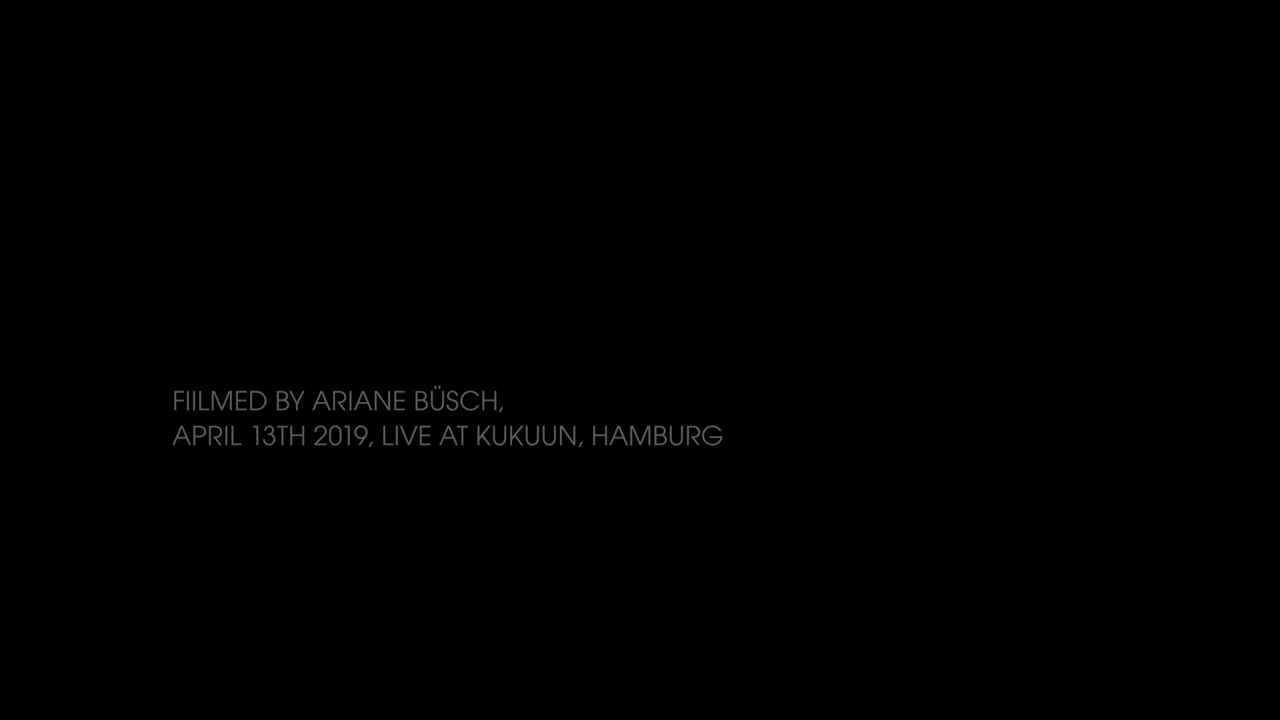 FIILMED BY ARIANE BÜSCH,
APRIL 13TH 2019, LIVE AT KUKUUN, HAMBURG